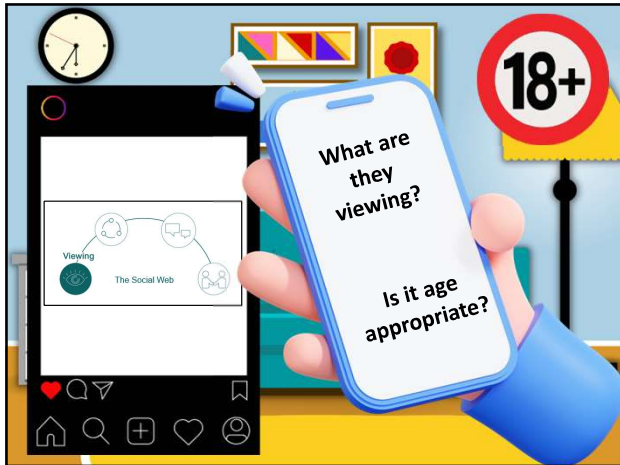 18+
What are
they
viewing?
Viewing
The Social Web
Is it age
appropriate?